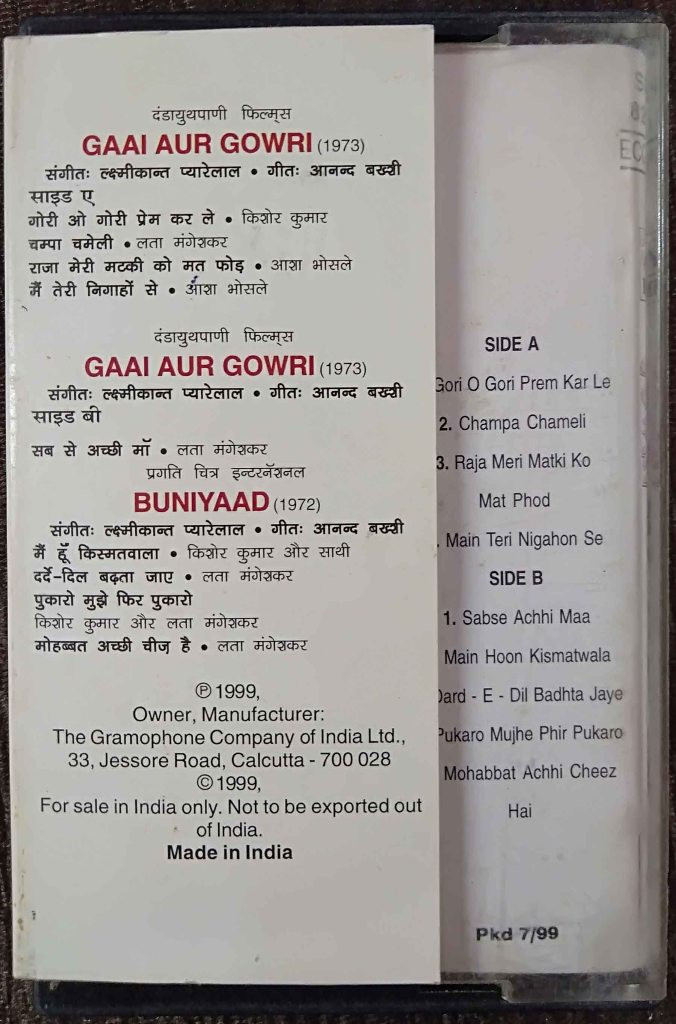 दंडायुथपाणी फिल्म्स
GAAI AUR GOWRI (1973)
संगीतः लक्ष्मीकान्त प्यारेलाल • गीतः आनन्द बख्शी
साइड ए
गोरी ओ गोरी प्रेम कर ले • किशोर कुमार
चम्पा चमेली • लता मंगेशकर
राजा मेरी मटकी को मत फोड़ • आशा भोसले
मैं तेरी निगाहों से • आशा भोसले
दंडायुथपाणी फिल्म्स
GAAI AUR GOWRI (1973)
संगीतः लक्ष्मीकान्त प्यारेलाल • गीतः आनन्द बख्शी
साइड बी
सब से अच्छी माँ • लता मंगेशकर
प्रगति चित्र इन्टरनॅशनल
BUNIYAAD (1972)
संगीतः लक्ष्मीकान्त प्यारेलाल • गीतः आनन्द बख्शी
मैं हूँ किस्मतवाला • किशोर कुमार और साथी
दर्दे-दिल बढ़ता जाए • लता मंगेशकर
पुकारो मुझे फिर पुकारो
किशोर कुमार और लता मंगेशकर
मोहब्बत अच्छी चीज़ है • लता मंगेशकर
℗ 1999,
Owner, Manufacturer:
The Gramophone Company of India Ltd.,
33, Jessore Road, Calcutta - 700 028
© 1999,
For sale in India only. Not to be exported out
of India.
Made in India
SIDE A
Gori O Gori Prem Kar Le
2. Champa Chameli
3. Raja Meri Matki Ko
Mat Phod
. Main Teri Nigahon Se
SIDE B
1. Sabse Achhi Maa
Main Hoon Kismatwala
Dard - E - Dil Badhta Jaye
Pukaro Mujhe Phir Pukaro
Mohabbat Achhi Cheez
Hai
Pkd 7/99